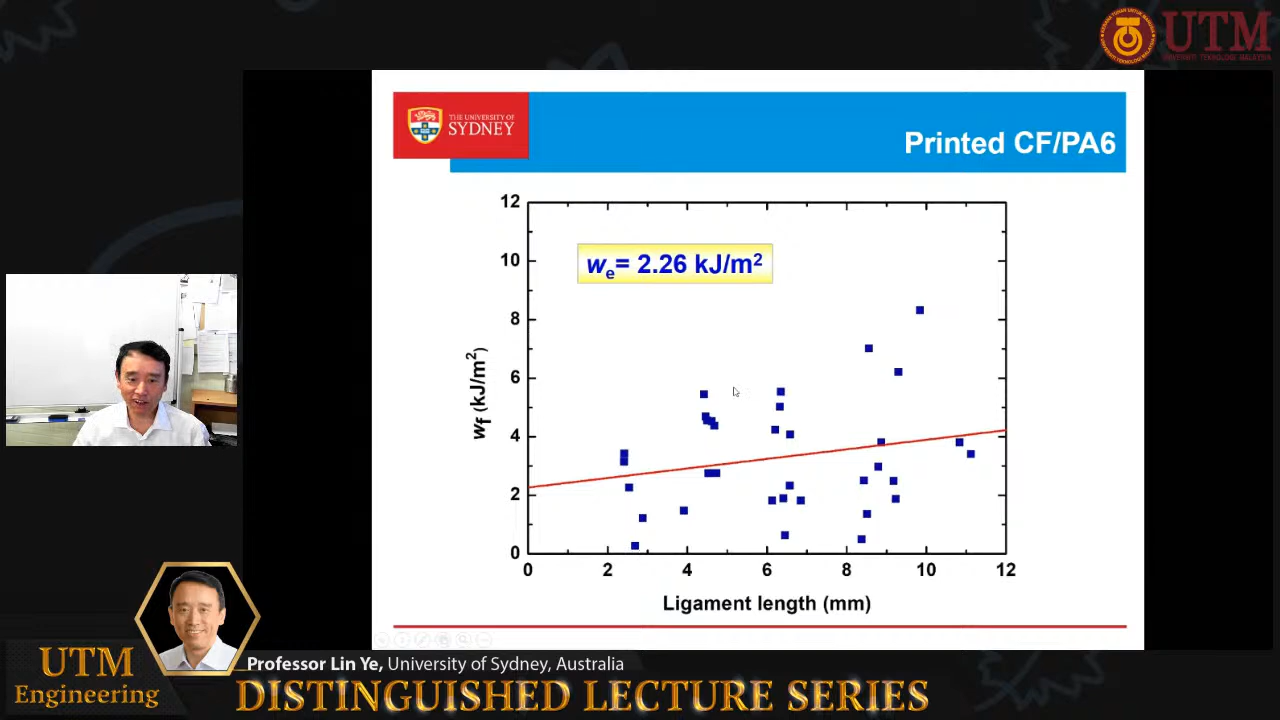 UTM
UNIVERSITI TEKNOLOGI MALAYSIA
THE UNIVERSITY OF
SYDNEY
Printed CF/PA6
we= 2.26 kJ/m²
wf (kJ/m²)
12
10
8
6
4
2
0
0 2 4 6 8 10 12
Ligament length (mm)
Professor Lin Ye, University of Sydney, Australia
UTM
Engineering
DISTINGUISHED LECTURE SERIES